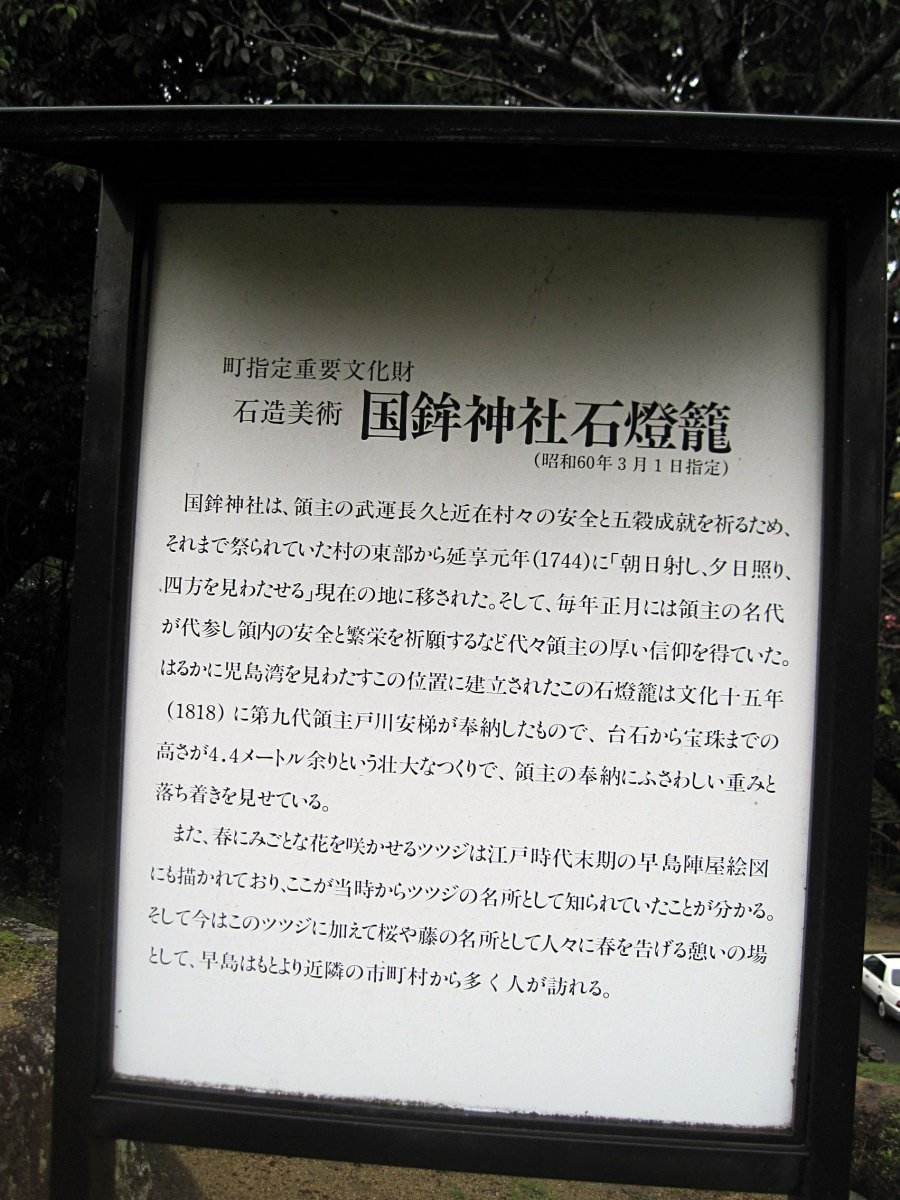 町指定重要文化財
石造美術 国鉾神社石燈籠
(昭和60年3月1日指定)
国鉾神社は、領主の武運長久と近在村々の安全と五穀成就を祈るため、
それまで祭られていた村の東部から延享元年(1744)に「朝日射し、夕日照り、
四方を見わたせる」現在の地に移された。そして、毎年正月には領主の名代
が代参し領内の安全と繁栄を祈願するなど代々領主の厚い信仰を得ていた。
はるかに児島湾を見わたすこの位置に建立されたこの石燈籠は文化十五年
(1818) に第九代領主戸川安悌が奉納したもので、台石から宝珠までの
高さが4.4メートル余りという壮大なつくりで、領主の奉納にふさわしい重みと
落ち着きを見せている。
また、春にみごとな花を咲かせるツツジは江戸時代末期の早島陣屋絵図
にも描かれており、ここが当時からツツジの名所として知られていたことが分かる。
そして今はこのツツジに加えて桜や藤の名所として人々に春を告げる憩いの場
として、早島はもとより近隣の市町村から多く人が訪れる。